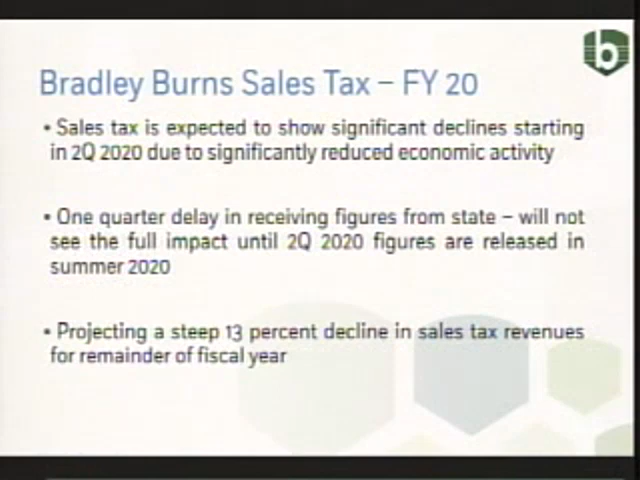 b
Bradley Burns Sales Tax – FY 20
• Sales tax is expected to show significant declines starting
in 2Q 2020 due to significantly reduced economic activity
• One quarter delay in receiving figures from state – will not
see the full impact until 2Q 2020 figures are released in
summer 2020
• Projecting a steep 13 percent decline in sales tax revenues
for remainder of fiscal year